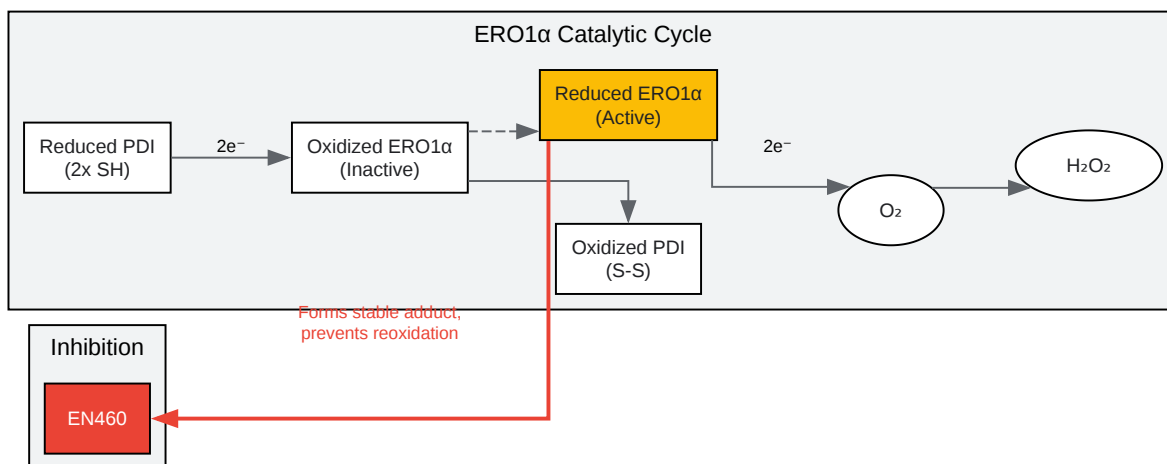 ERO1α Catalytic Cycle
Reduced PDI
(2x SH)
2e⁻
Oxidized ERO1α
(Inactive)
Reduced ERO1α
(Active)
2e⁻
O₂
H₂O₂
Oxidized PDI
(S-S)
Forms stable adduct,
prevents reoxidation
Inhibition
EN460